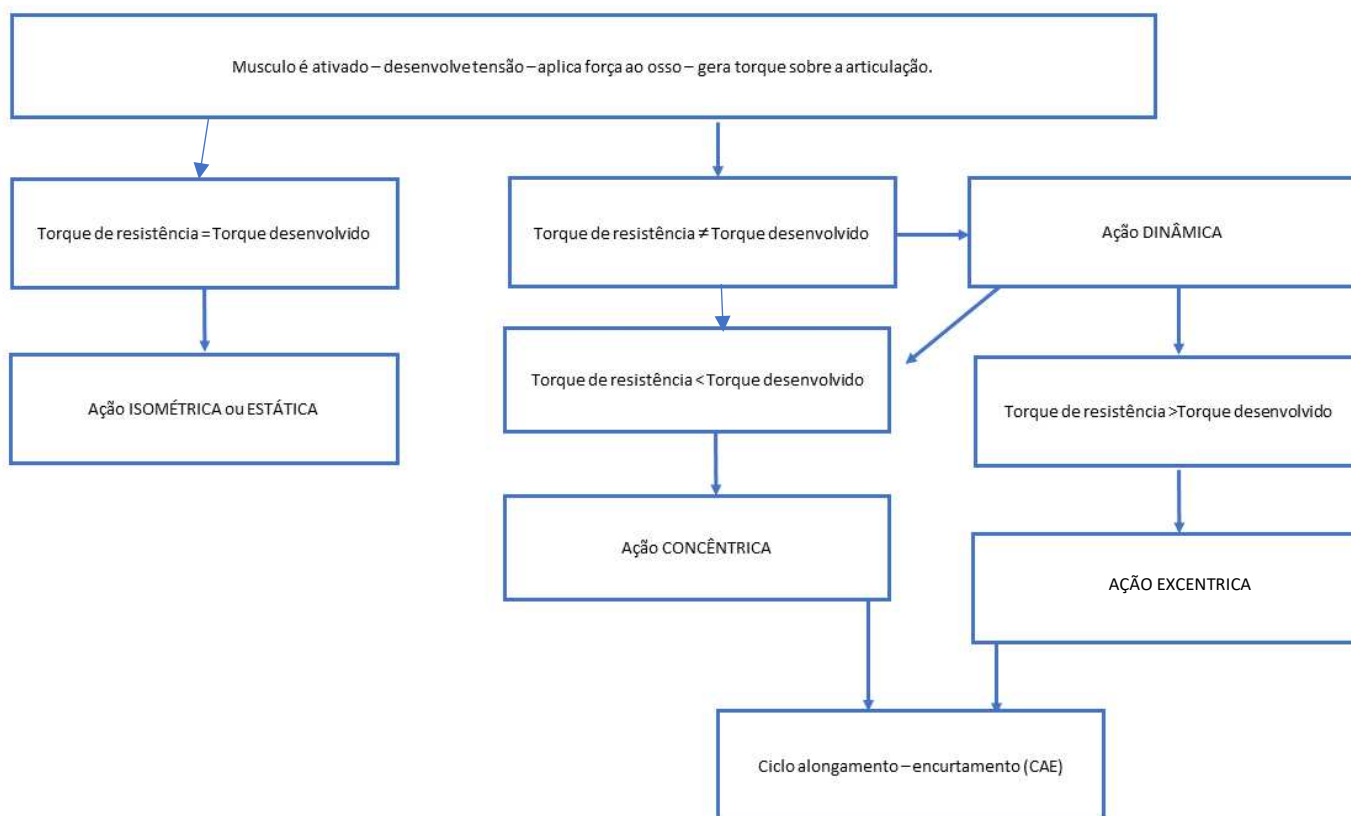 Musculo é ativado – desenvolve tensão – aplica força ao osso – gera torque sobre a articulação.
Torque de resistência = Torque desenvolvido
Torque de resistência ≠ Torque desenvolvido
Ação DINÂMICA
Torque de resistência < Torque desenvolvido
Ação ISOMÉTRICA ou ESTÁTICA
Torque de resistência >Torque desenvolvido
Ação CONCÊNTRICA
AÇÃO EXCENTRICA
Ciclo alongamento – encurtamento (CAE)